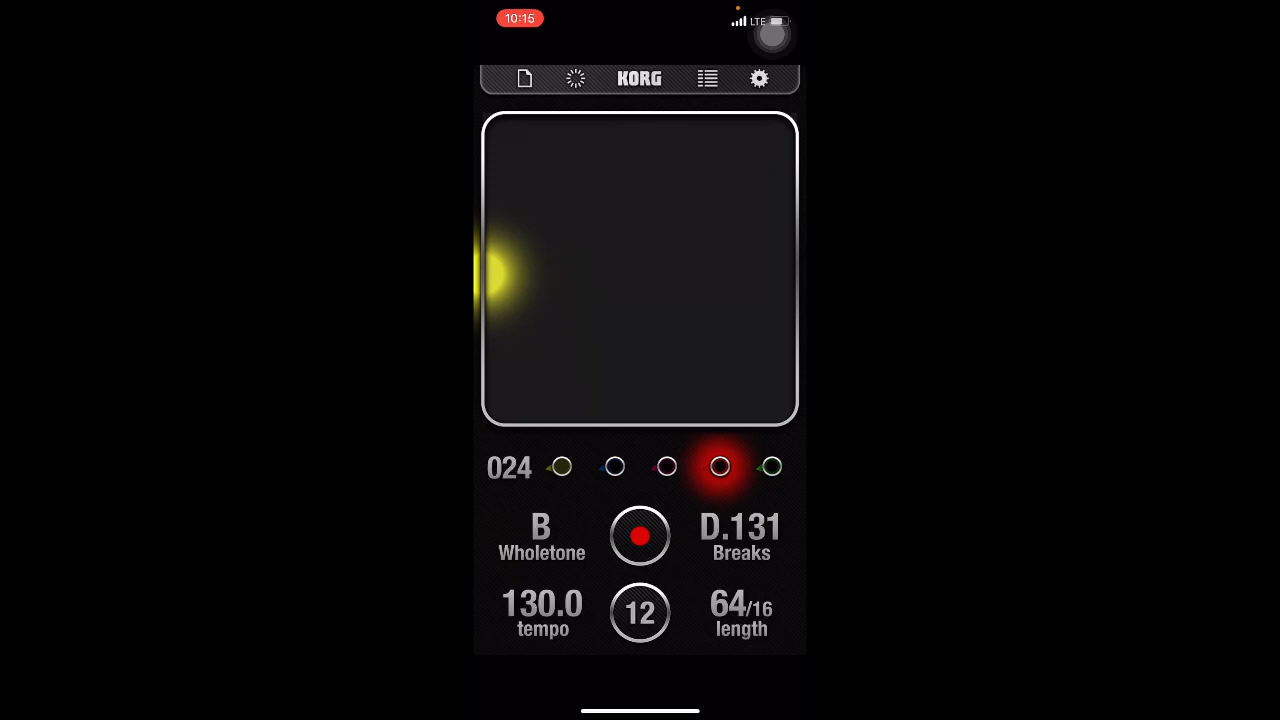 10:15
LTE
KORG
024
B
Wholetone
D.131
Breaks
130.0
tempo
12
64/16
length